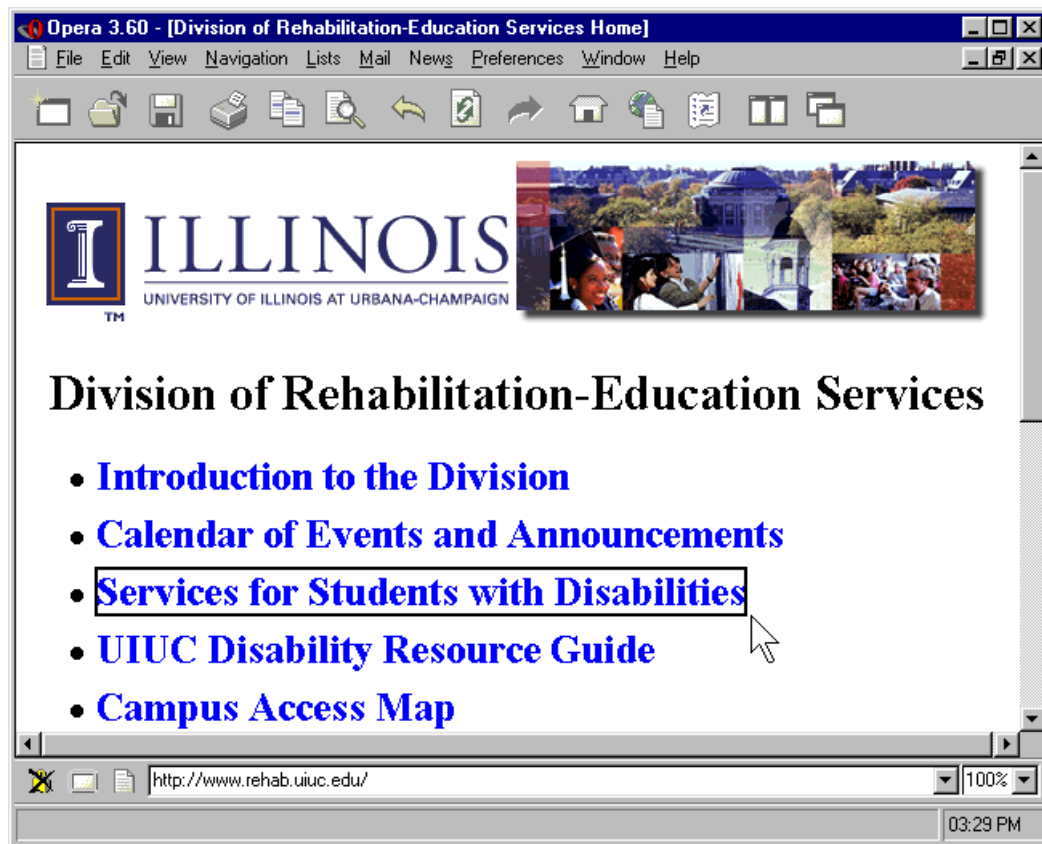 Opera 3.60 - [Division of Rehabilitation-Education Services Home]
File Edit View Navigation Lists Mail News Preferences Window Help
I ILLINOIS
UNIVERSITY OF ILLINOIS AT URBANA-CHAMPAIGN
TM
Division of Rehabilitation-Education Services
• Introduction to the Division
• Calendar of Events and Announcements
• Services for Students with Disabilities
• UIUC Disability Resource Guide
• Campus Access Map
http://www.rehab.uiuc.edu/ 100%
03:29 PM